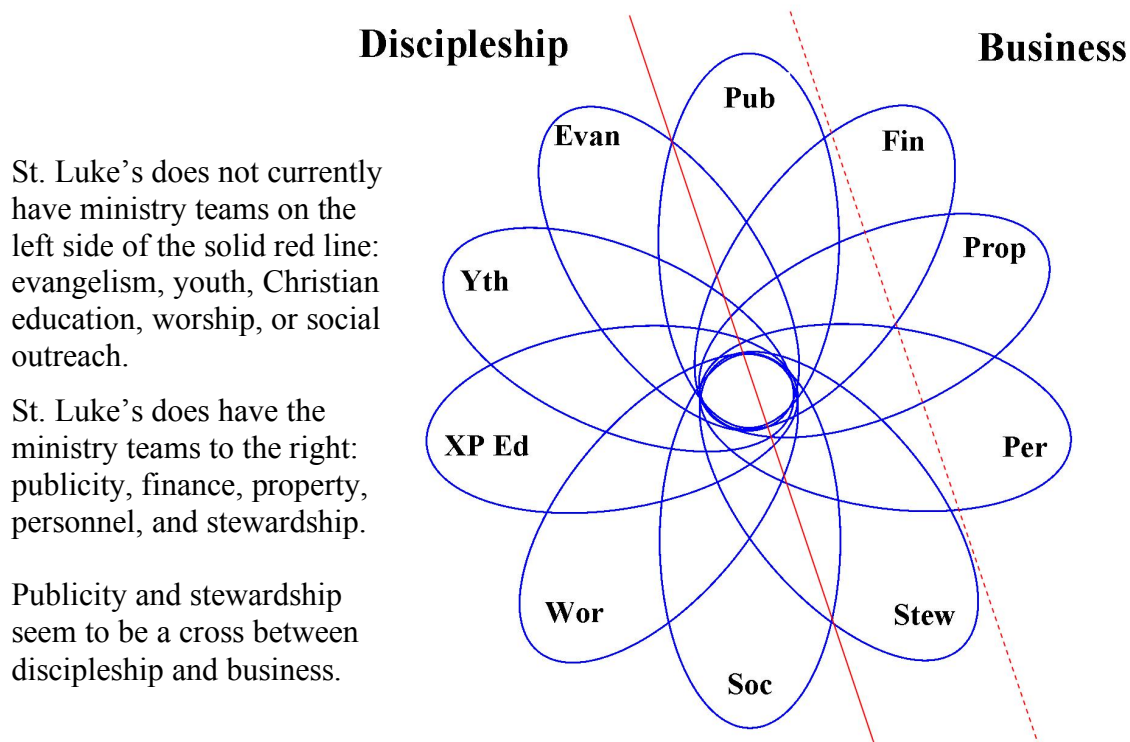 Discipleship
Business
St. Luke’s does not currently
have ministry teams on the
left side of the solid red line:
evangelism, youth, Christian
education, worship, or social
outreach.
St. Luke’s does have the
ministry teams to the right:
publicity, finance, property,
personnel, and stewardship.
Publicity and stewardship
seem to be a cross between
discipleship and business.
Pub
Evan
Fin
Yth
Prop
XP Ed
Per
Wor
Stew
Soc